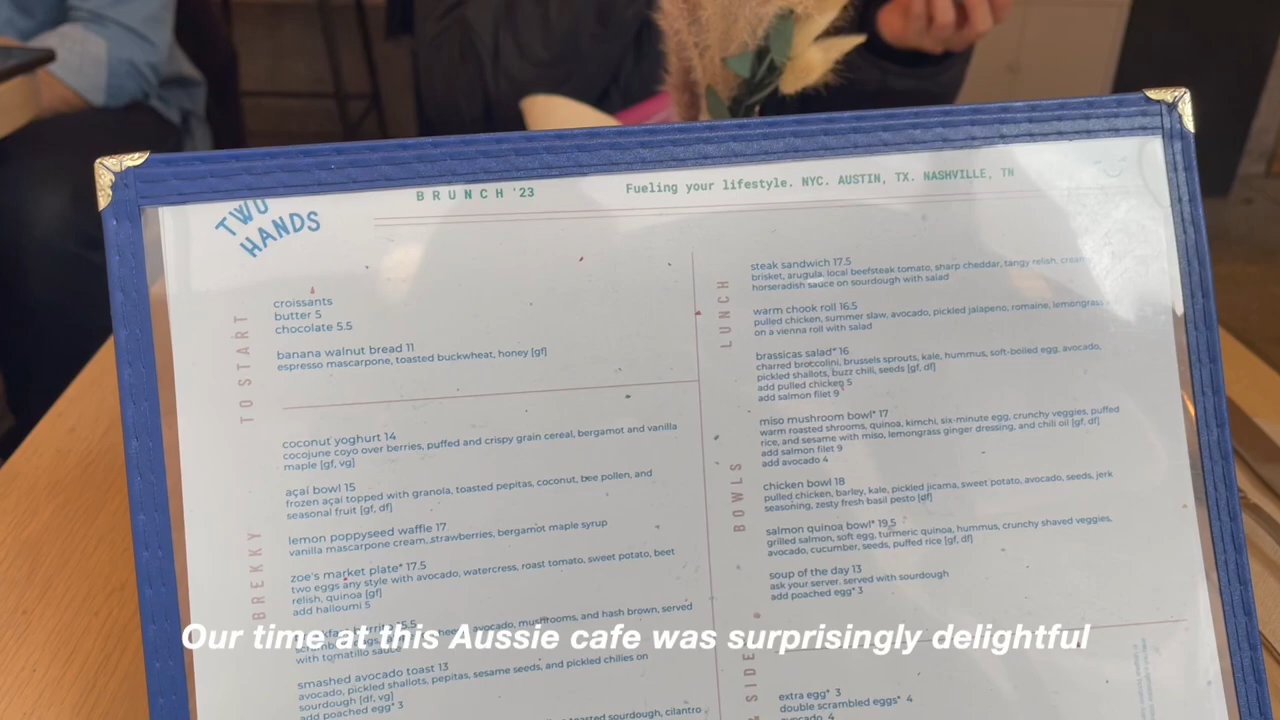 BRUNCH '23
Fueling your lifestyle. NYC. AUSTIN, TX. NASHVILLE, TN
TWO
HANDS
TO START
croissants
butter 5
chocolate 5.5
banana walnut bread 11
espresso mascarpone, toasted buckwheat, honey [gf]
BREKKY
coconut yoghurt 14
cocojune coyo over berries, puffed and crispy grain cereal, bergamot and vanilla
maple [gf, vg]
açaí bowl 15
frozen açaí topped with granola, toasted pepitas, coconut, bee pollen, and
seasonal fruit [gf, df]
lemon poppyseed waffle 17
vanilla mascarpone cream, strawberries, bergamot maple syrup
zoe's market plate* 17.5
two eggs any style with avocado, watercress, roast tomato, sweet potato, beet
relish, quinoa [gf]
add halloumi 5
avocado, mushrooms, and hash brown, served
with tomatillo sauce
smashed avocado toast 13
avocado, pickled shallots, pepitas, sesame seeds, and pickled chilies on
sourdough [df, vg]
add poached egg* 3
sourdough, cilantro
LUNCH
steak sandwich 17.5
brisket, arugula, local beefsteak tomato, sharp cheddar, tangy relish,
horseradish sauce on sourdough with salad
warm chook roll 16.5
pulled chicken, summer slaw, avocado, pickled jalapeno, romaine, lemongrass
on a vienna roll with salad
brassicas salad* 16
charred broccolini, brussels sprouts, kale, hummus, soft-boiled egg, avocado,
pickled shallots, buzz chili, seeds [gf, df]
add pulled chicken 5
add salmon filet 9
BOWLS
miso mushroom bowl* 17
warm roasted shrooms, quinoa, kimchi, six-minute egg, crunchy veggies, puffed
rice, and sesame with miso, lemongrass ginger dressing, and chili oil [gf, df]
add salmon filet 9
add avocado 4
chicken bowl 18
pulled chicken, barley, kale, pickled jicama, sweet potato, avocado, seeds, jerk
seasoning, zesty fresh basil pesto [df]
salmon quinoa bowl* 19.5
grilled salmon, soft egg, turmeric quinoa, hummus, crunchy shaved veggies,
avocado, cucumber, seeds, puffed rice [gf, df]
soup of the day 13
ask your server. served with sourdough
add poached egg* 3
SIDE
extra egg* 3
double scrambled eggs* 4
avocado 4
Our time at this Aussie cafe was surprisingly delightful